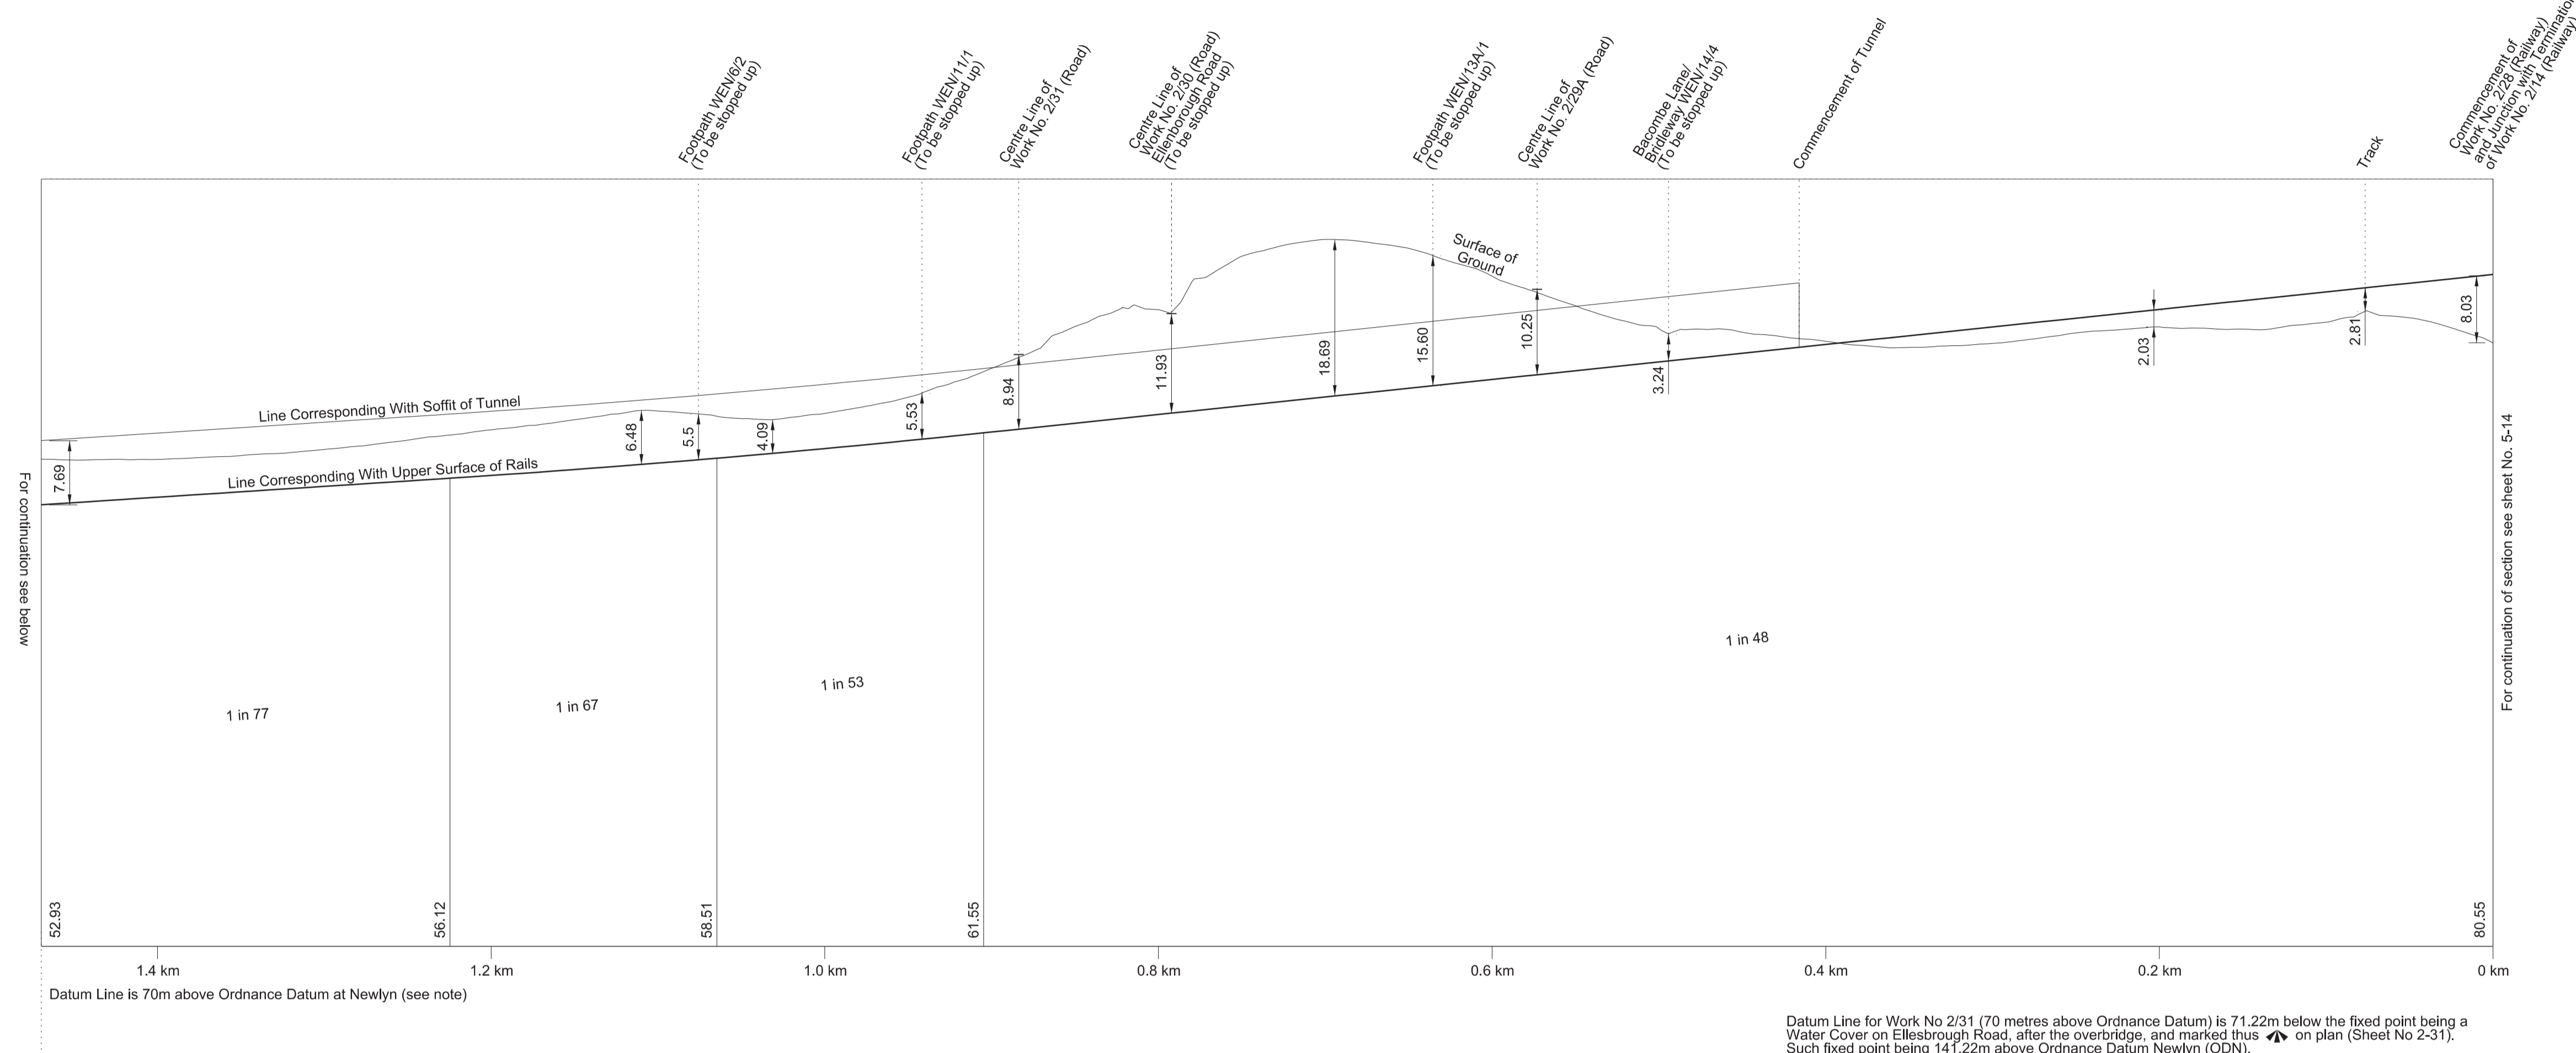 Footpath WEN/6/2
(To be stopped up)
Footpath WEN/11/1
(To be stopped up)
Centre Line of
Work No. 2/31 (Road)
Centre Line of
Work No. 2/30 (Road)
Ellenborough Road
(To be stopped up)
Footpath WEN/13A/1
(To be stopped up)
Centre Line of
Work No. 2/29A (Road)
Bacombe Lane/
Bridleway WEN/14/4
(To be stopped up)
Commencement of Tunnel
Track
Commencement of
Work No. 2/28 (Railway)
and Junction with Termination
of Work No. 2/14 (Railway)
Surface of
Ground
Line Corresponding With Soffit of Tunnel
Line Corresponding With Upper Surface of Rails
7.69
6.48
5.5
4.09
5.53
8.94
11.93
18.69
15.60
10.25
3.24
2.03
2.81
8.03
For continuation see below
For continuation of section see sheet No. 5-14
1 in 77
1 in 67
1 in 53
1 in 48
52.93
56.12
58.51
61.55
80.55
1.4 km
1.2 km
1.0 km
0.8 km
0.6 km
0.4 km
0.2 km
0 km
Datum Line is 70m above Ordnance Datum at Newlyn (see note)
Datum Line for Work No 2/31 (70 metres above Ordnance Datum) is 71.22m below the fixed point being a
Water Cover on Ellesbrough Road, after the overbridge, and marked thus on plan (Sheet No 2-31).
Such fixed point being 141.22m above Ordnance Datum Newlyn (ODN).